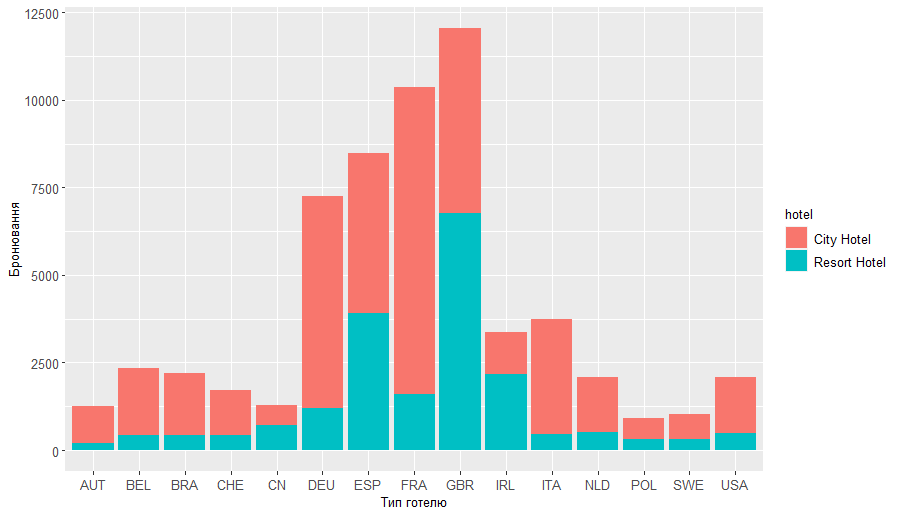 12500
10000
7500
5000
2500
0
Бронювання
AUT BEL BRA CHE CN DEU ESP FRA GBR IRL ITA NLD POL SWE USA
Тип готелю
hotel
City Hotel
Resort Hotel